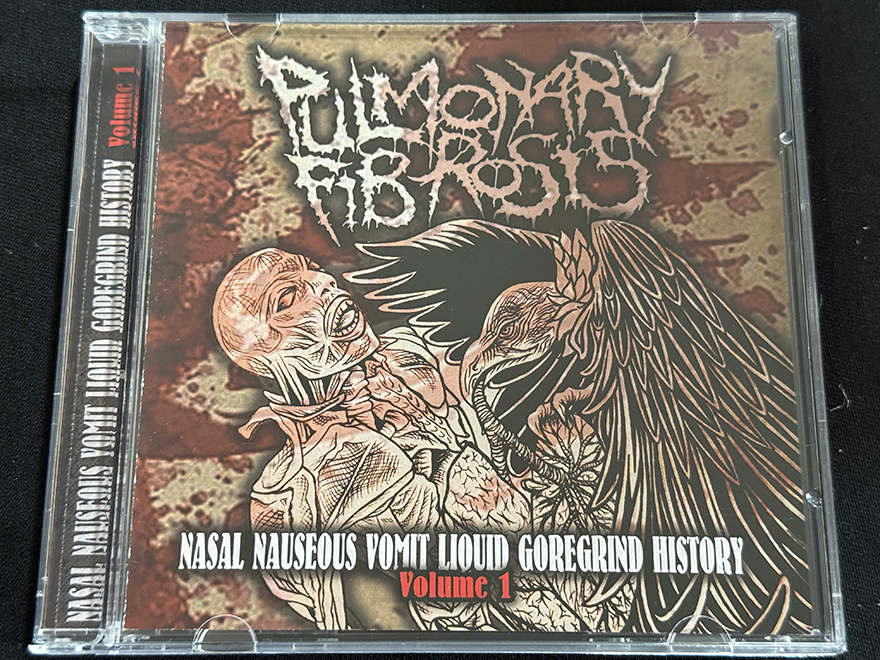 NASAL NAUSEOUS VOMIT LIQUID GOREGRIND HISTORY Volume 1
PULMONARY
FIBROSIS
NASAL NAUSEOUS VOMIT LIQUID GOREGRIND HISTORY
Volume 1